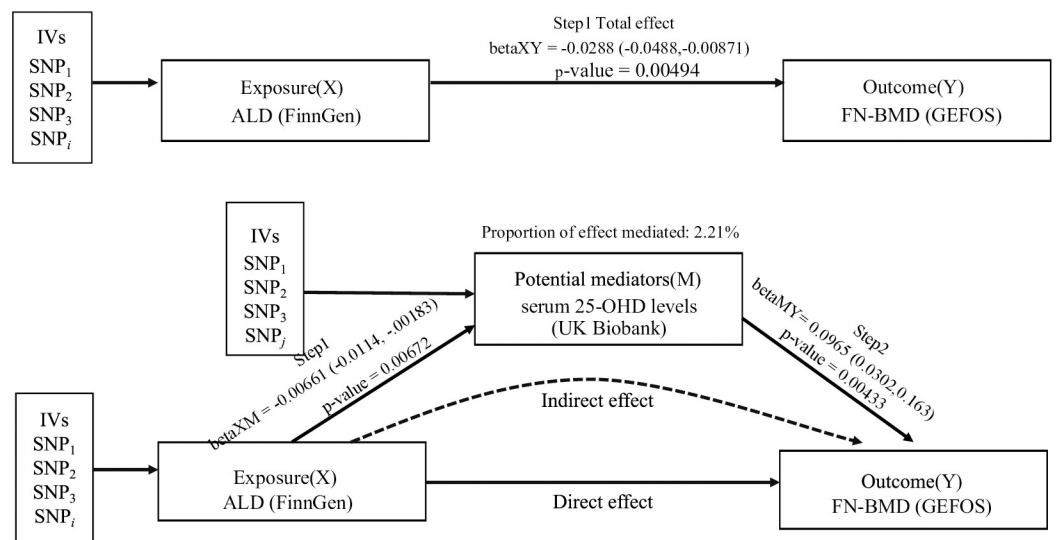 IVs
SNP₁
SNP₂
SNP₃
SNPᵢ
Exposure(X)
ALD (FinnGen)
Step1 Total effect
betaXY = -0.0288 (-0.0488,-0.00871)
p-value = 0.00494
Outcome(Y)
FN-BMD (GEFOS)
IVs
SNP₁
SNP₂
SNP₃
SNPⱼ
Proportion of effect mediated: 2.21%
Potential mediators(M)
serum 25-OHD levels
(UK Biobank)
Step1
betaXM = -0.00661 (-0.0114, -.00183)
p-value = 0.00672
Step2
betaMY= 0.0965 (0.0302,0.163)
p-value = 0.00433
Indirect effect
IVs
SNP₁
SNP₂
SNP₃
SNPᵢ
Exposure(X)
ALD (FinnGen)
Direct effect
Outcome(Y)
FN-BMD (GEFOS)